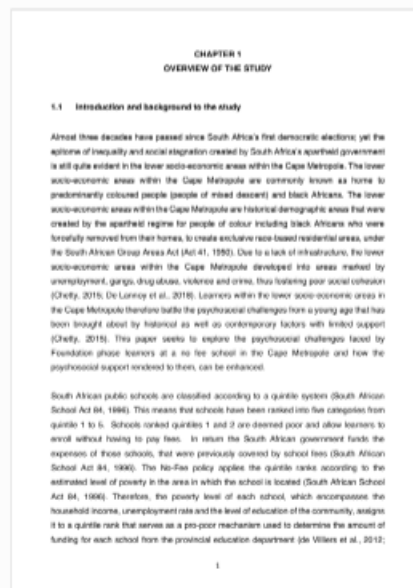 CHAPTER 1
OVERVIEW OF THE STUDY
1.1 Introduction and background to the study
Almost three decades have passed since South Africa's first democratic elections; yet the
epitome of inequality and social stagnation created by South Africa's apartheid government
is still quite evident in the lower socio-economic areas within the Cape Metropole. The lower
socio-economic areas within the Cape Metropole are commonly known as home to
predominantly coloured people (people of mixed descent) and black Africans. The lower
socio-economic areas within the Cape Metropole are historical demographic areas that were
created by the apartheid regime for people of colour including black Africans who were
forcefully removed from their homes, to create exclusive race-based residential areas, under
the South African Group Areas Act (Act 41, 1950). Due to a lack of infrastructure, the lower
socio-economic areas within the Cape Metropole developed into areas marked by
unemployment, gangs, drug abuse, violence and crime, thus fostering poor social cohesion
(Chetty, 2015; De Lannoy et al., 2018). Learners within the lower socio-economic areas in
the Cape Metropole therefore battle the psychosocial challenges from a young age that has
been brought about by historical as well as contemporary factors with limited support
(Chetty, 2015). This paper seeks to explore the psychosocial challenges faced by
Foundation phase learners at a no fee school in the Cape Metropole and how the
psychosocial support rendered to them, can be enhanced.
South African public schools are classified according to a quintile system (South African
School Act 84, 1996). This means that schools have been ranked into five categories from
quintile 1 to 5. Schools ranked quintiles 1 and 2 are deemed poor and allow learners to
enroll without having to pay fees. In return the South African government funds the
expenses of those schools, that were previously covered by school fees (South African
School Act 84, 1996). The No-Fee policy applies the quintile ranks according to the
estimated level of poverty in the area in which the school is located (South African School
Act 84, 1996). Therefore, the poverty level of each school, which encompasses the
household income, unemployment rate and the level of education of the community, assigns
it to a quintile rank that serves as a pro-poor mechanism used to determine the amount of
funding for each school from the provincial education department (de Villiers et al., 2012;
1